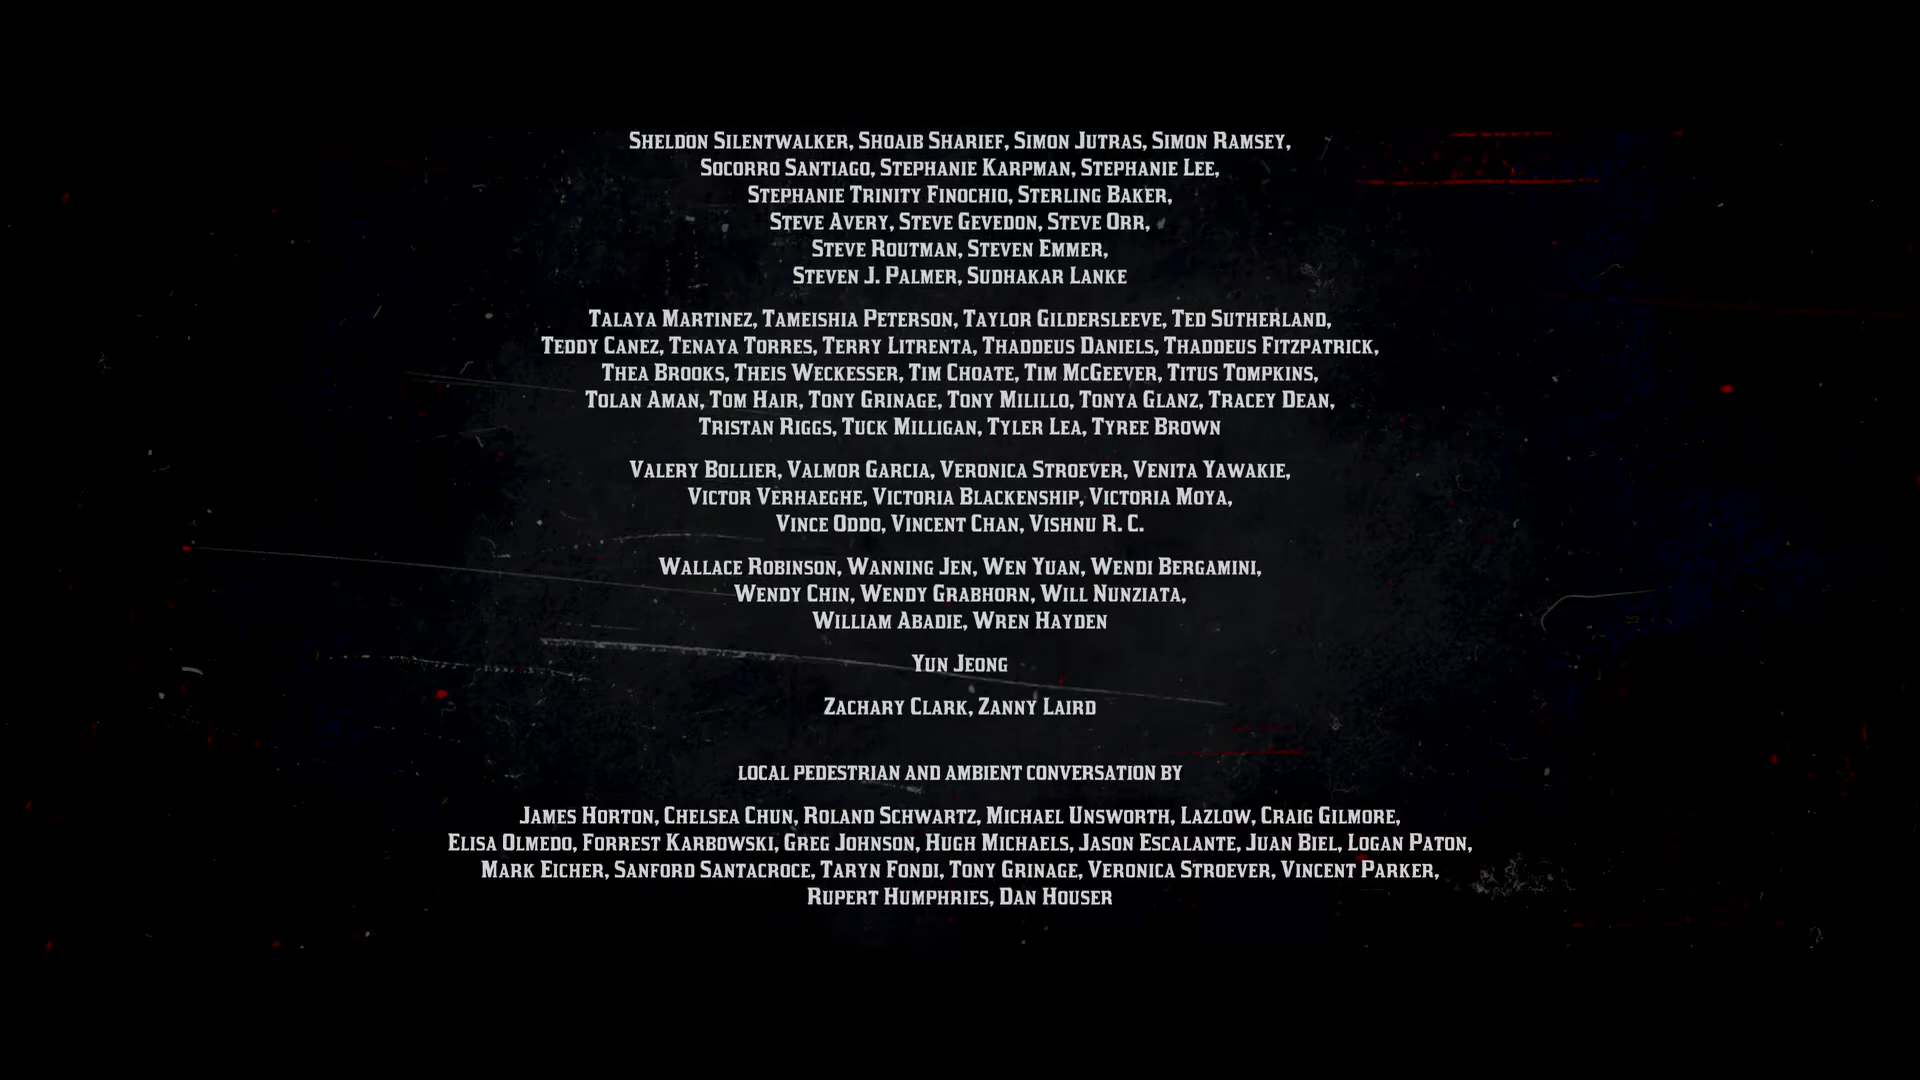 Sheldon Silentwalker, Shoaib Sharief, Simon Jutras, Simon Ramsey,
Socorro Santiago, Stephanie Karpman, Stephanie Lee,
Stephanie Trinity Finochio, Sterling Baker,
Steve Avery, Steve Gevedon, Steve Orr,
Steve Routman, Steven Emmer,
Steven J. Palmer, Sudhakar Lanke
Talaya Martinez, Tameishia Peterson, Taylor Gildersleeve, Ted Sutherland,
Teddy Canez, Tenaya Torres, Terry Litrenta, Thaddeus Daniels, Thaddeus Fitzpatrick,
Thea Brooks, Theis Weckesser, Tim Choate, Tim McGeever, Titus Tompkins,
Tolan Aman, Tom Hair, Tony Grinage, Tony Milillo, Tonya Glanz, Tracey Dean,
Tristan Riggs, Tuck Milligan, Tyler Lea, Tyree Brown
Valery Bollier, Valmor Garcia, Veronica Stroever, Venita Yawakie,
Victor Verhaeghe, Victoria Blackenship, Victoria Moya,
Vince Oddo, Vincent Chan, Vishnu R. C.
Wallace Robinson, Wanning Jen, Wen Yuan, Wendi Bergamini,
Wendy Chin, Wendy Grabhorn, Will Nunziata,
William Abadie, Wren Hayden
Yun Jeong
Zachary Clark, Zanny Laird
LOCAL PEDESTRIAN AND AMBIENT CONVERSATION BY
James Horton, Chelsea Chun, Roland Schwartz, Michael Unsworth, Lazlow, Craig Gilmore,
Elisa Olmedo, Forrest Karbowski, Greg Johnson, Hugh Michaels, Jason Escalante, Juan Biel, Logan Paton,
Mark Eicher, Sanford Santacroce, Taryn Fondi, Tony Grinage, Veronica Stroever, Vincent Parker,
Rupert Humphries, Dan Houser